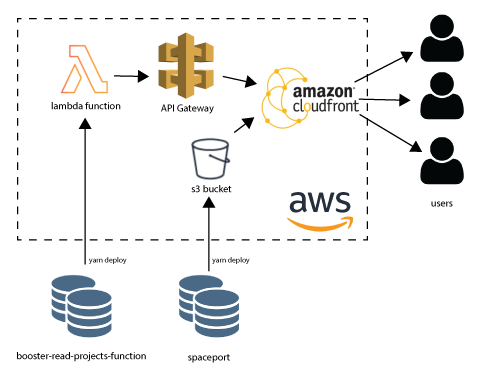 lambda function
API Gateway
amazon
cloudfront
s3 bucket
aws
users
yarn deploy
yarn deploy
booster-read-projects-function
spaceport